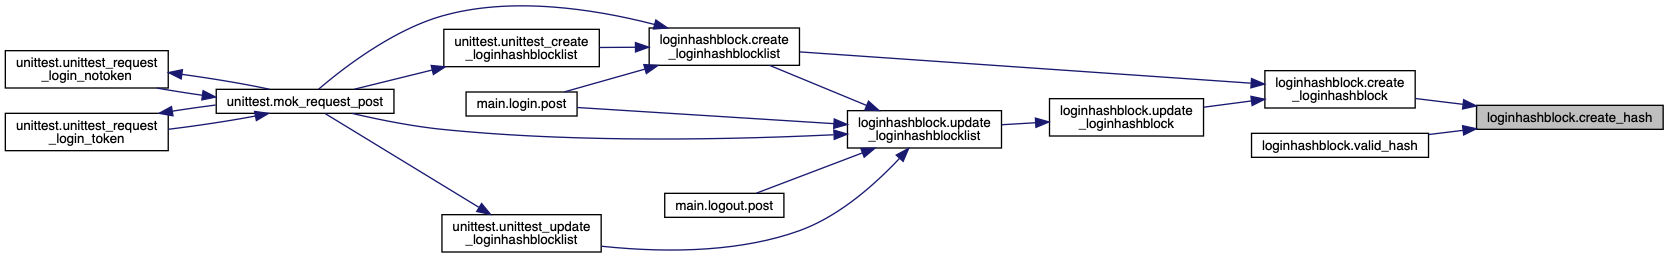 unittest.unittest_request
_login_notoken
unittest.unittest_request
_login_token
unittest.mok_request_post
unittest.unittest_create
_loginhashblocklist
main.login.post
unittest.unittest_update
_loginhashblocklist
loginhashblock.create
_loginhashblocklist
main.logout.post
loginhashblock.update
_loginhashblocklist
loginhashblock.update
_loginhashblock
loginhashblock.create
_loginhashblock
loginhashblock.valid_hash
loginhashblock.create_hash